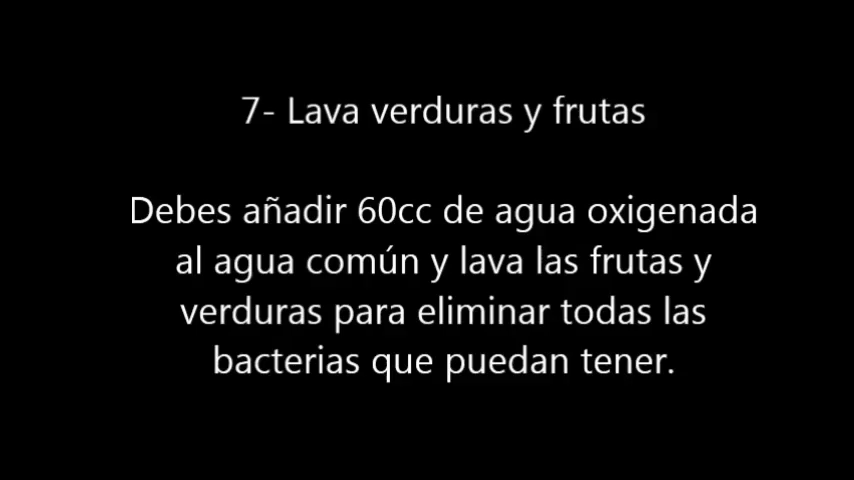 7- Lava verduras y frutas
Debes añadir 60cc de agua oxigenada
al agua común y lava las frutas y
verduras para eliminar todas las
bacterias que puedan tener.